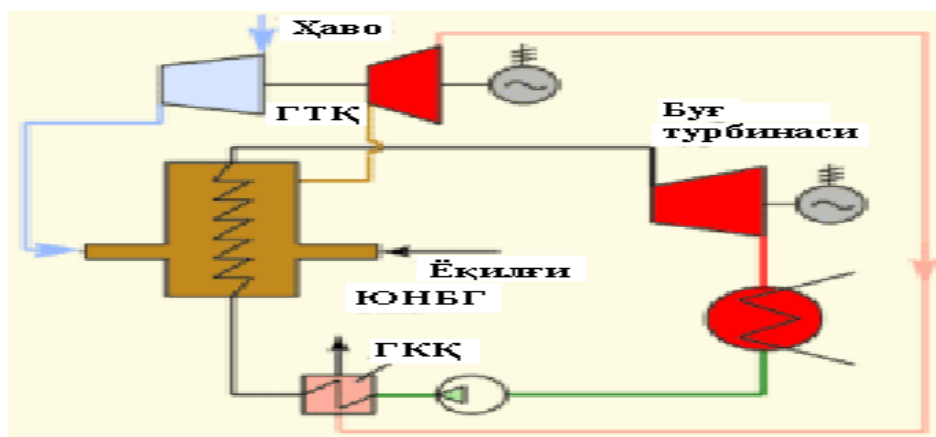 Ҳаво
ГТҚ
Буғ
турбинаси
Ёқилғи
ЮНБГ
ГКҚ